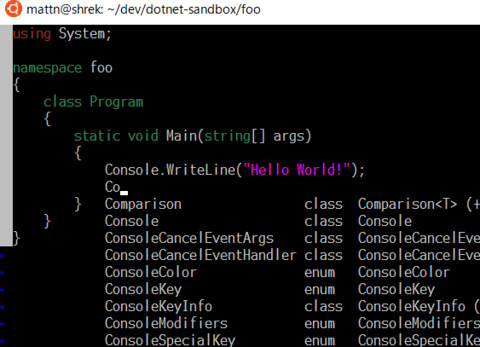 mattn@shrek: ~/dev/dotnet-sandbox/foo
using System;
namespace foo
{
    class Program
    {
        static void Main(string[] args)
        {
            Console.WriteLine("Hello World!");
            Co
        }   Comparison                class  Comparison<T> (+
    }       Console                   class  Console
}           ConsoleCancelEventArgs    class  ConsoleCancelEve
~           ConsoleCancelEventHandler class  ConsoleCancelEve
~           ConsoleColor              enum   ConsoleColor
~           ConsoleKey                enum   ConsoleKey
~           ConsoleKeyInfo            class  ConsoleKeyInfo (
~           ConsoleModifiers          enum   ConsoleModifiers
~           ConsoleSpecialKey         enum   ConsoleSpecialKe